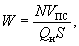 W = NV_ПС / Q_н S ,